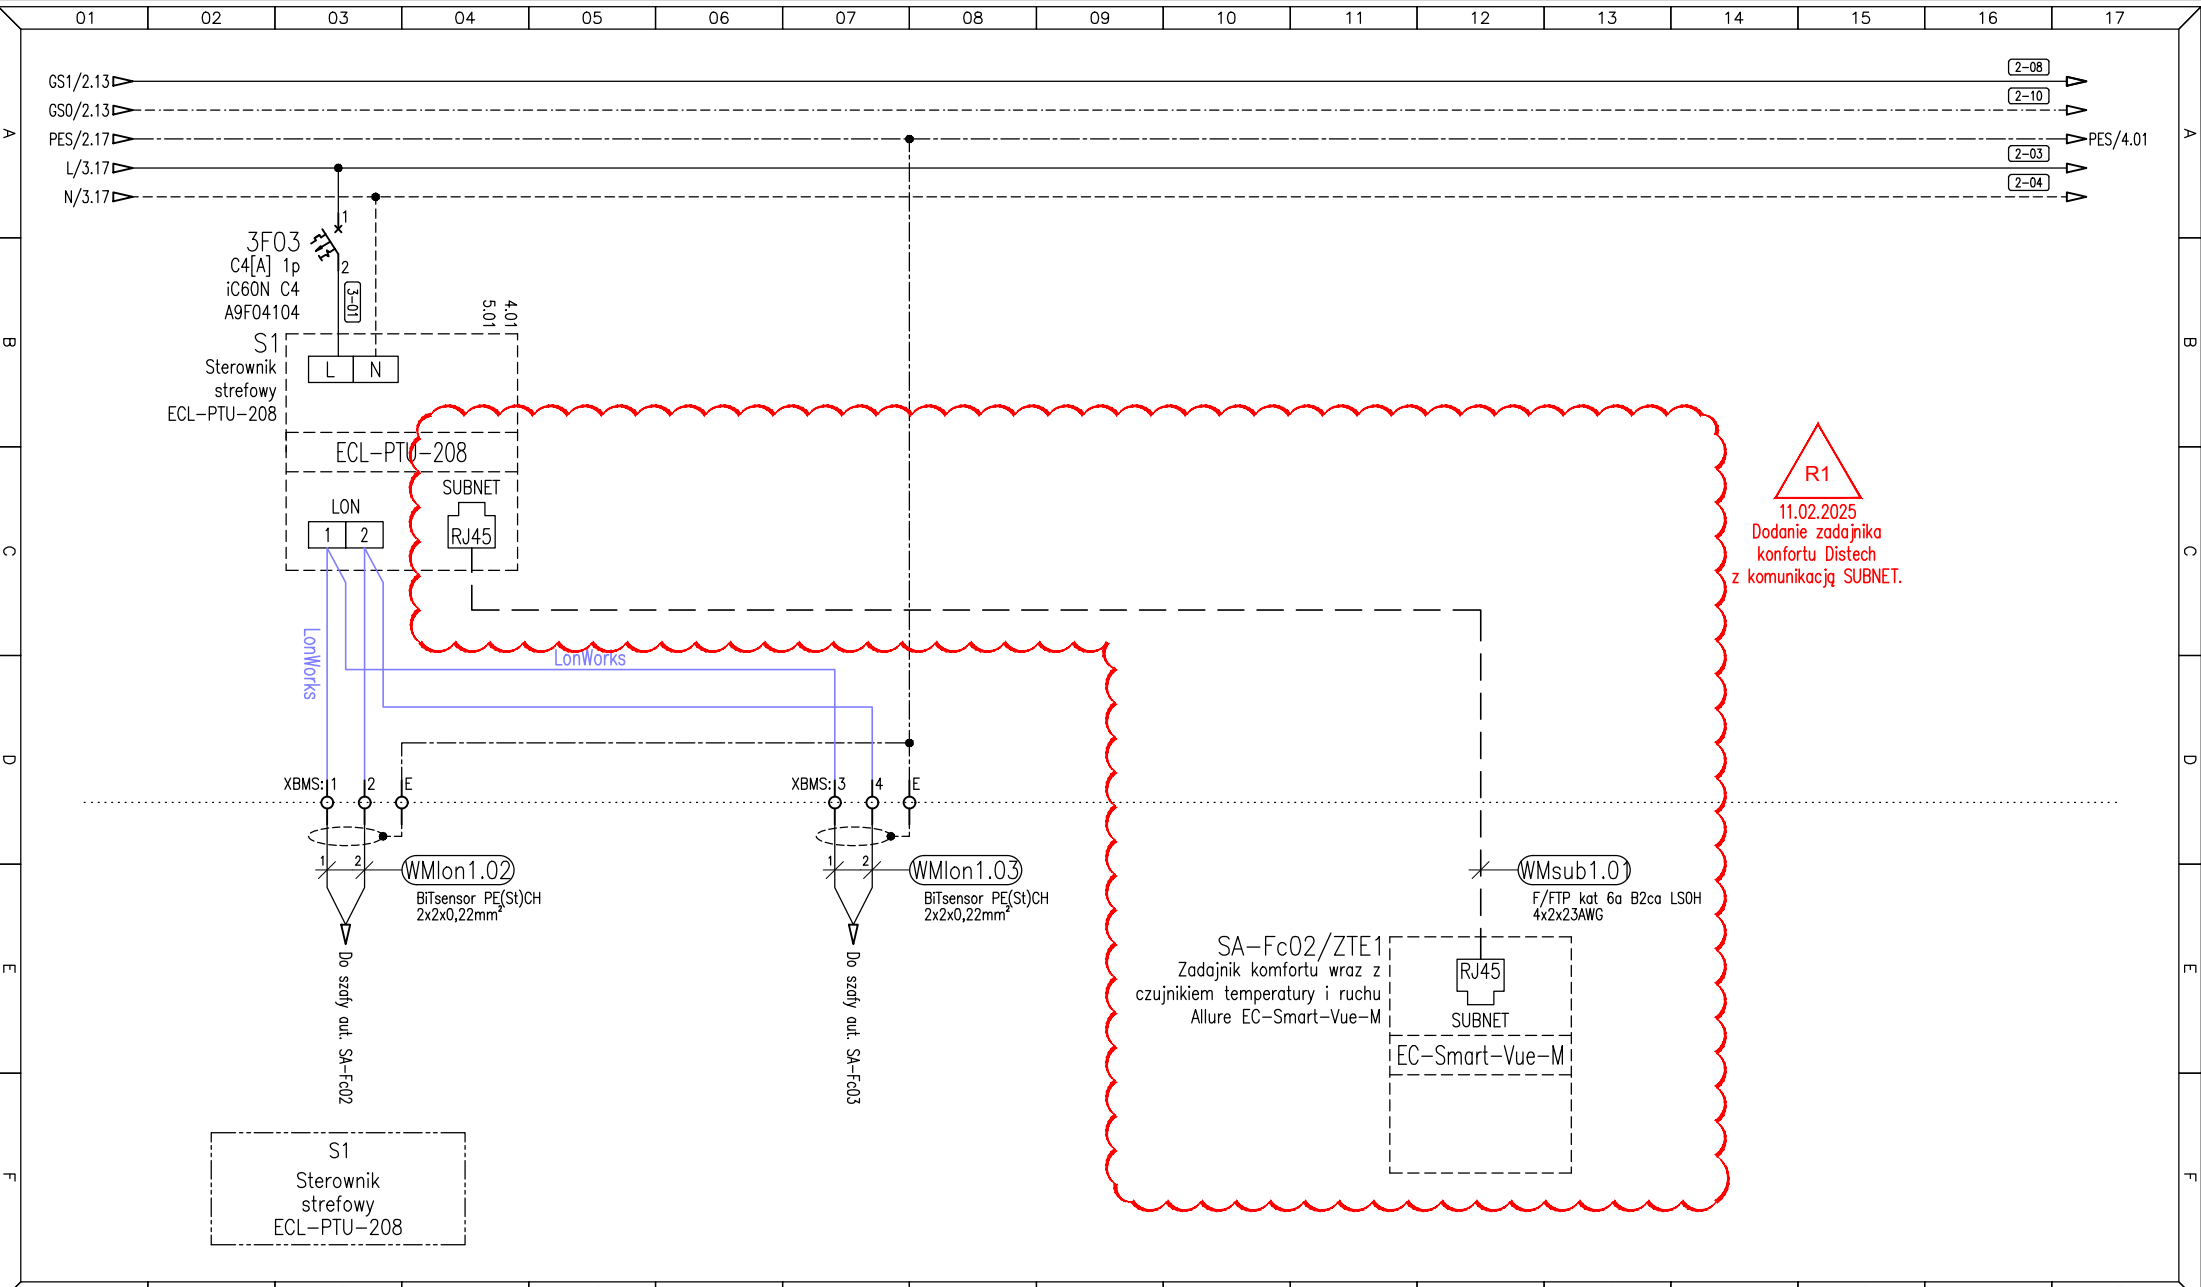 01 02 03 04 05 06 07 08 09 10 11 12 13 14 15 16 17
GS1/2.13 2-08
GS0/2.13 2-10
A PES/2.17 PES/4.01 A
L/3.17 2-03
N/3.17 2-04
1
3F03
C4[A] 1p 2
iC60N C4
A9F04104
3-01
4.01
5.01
B B
S1
Sterownik
strefowy
ECL-PTU-208
L N
ECL-PTU-208
SUBNET
RJ45
LON
1 2
R1
11.02.2025
Dodanie zadajnika
konfortu Distech
z komunikacją SUBNET.
C C
LonWorks
LonWorks
D D
XBMS: 1 2 E
XBMS: 3 4 E
1 2 WMlon1.02
BiTsensor PE(St)CH
2x2x0,22mm²
1 2 WMlon1.03
BiTsensor PE(St)CH
2x2x0,22mm²
WMsub1.01
F/FTP kat 6a B2ca LS0H
4x2x23AWG
E E
Do szafy aut. SA-Fc02
Do szafy aut. SA-Fc03
SA-Fc02/ZTE1
Zadajnik komfortu wraz z
czujnikiem temperatury i ruchu
Allure EC-Smart-Vue-M
RJ45
SUBNET
EC-Smart-Vue-M
F F
S1
Sterownik
strefowy
ECL-PTU-208